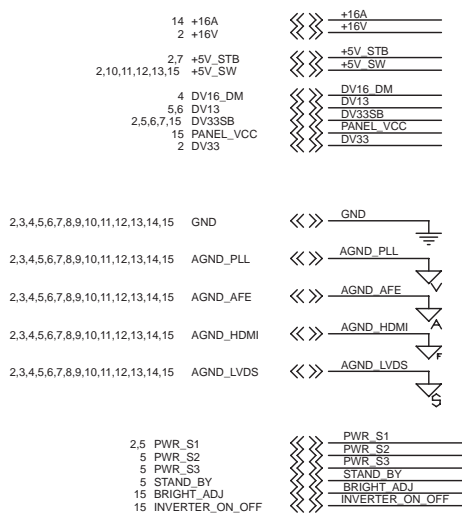 14 +16A +16A
2 +16V +16V
2,7 +5V_STB +5V_STB
2,10,11,12,13,15 +5V_SW +5V_SW
4 DV16_DM DV16_DM
5,6 DV13 DV13
2,5,6,7,15 DV33SB DV33SB
15 PANEL_VCC PANEL_VCC
2 DV33 DV33
2,3,4,5,6,7,8,9,10,11,12,13,14,15 GND GND
2,3,4,5,6,7,8,9,10,11,12,13,14,15 AGND_PLL AGND_PLL
V
2,3,4,5,6,7,8,9,10,11,12,13,14,15 AGND_AFE AGND_AFE
A
2,3,4,5,6,7,8,9,10,11,12,13,14,15 AGND_HDMI AGND_HDMI
F
2,3,4,5,6,7,8,9,10,11,12,13,14,15 AGND_LVDS AGND_LVDS
S
2,5 PWR_S1 PWR_S1
5 PWR_S2 PWR_S2
5 PWR_S3 PWR_S3
5 STAND_BY STAND_BY
15 BRIGHT_ADJ BRIGHT_ADJ
15 INVERTER_ON_OFF INVERTER_ON_OFF